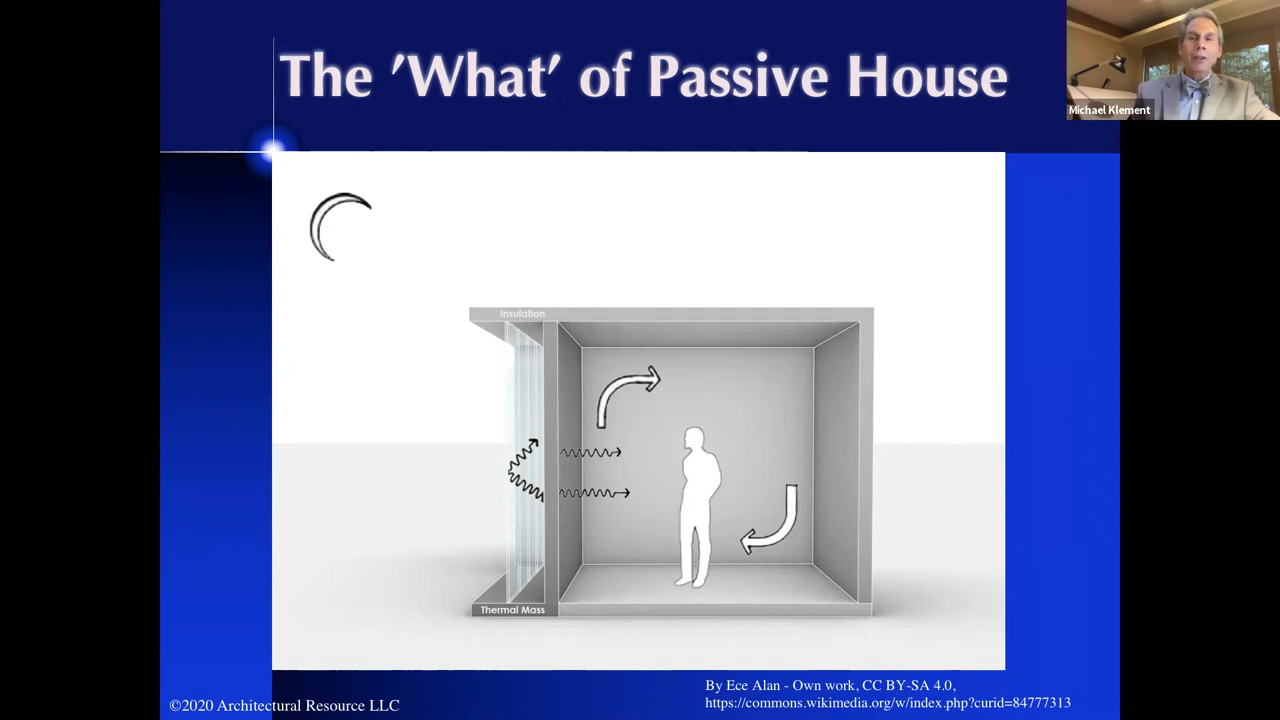 The 'What' of Passive House
Michael Klement
Insulation
Thermal Mass
By Ece Alan - Own work, CC BY-SA 4.0,
https://commons.wikimedia.org/w/index.php?curid=84777313
©2020 Architectural Resource LLC